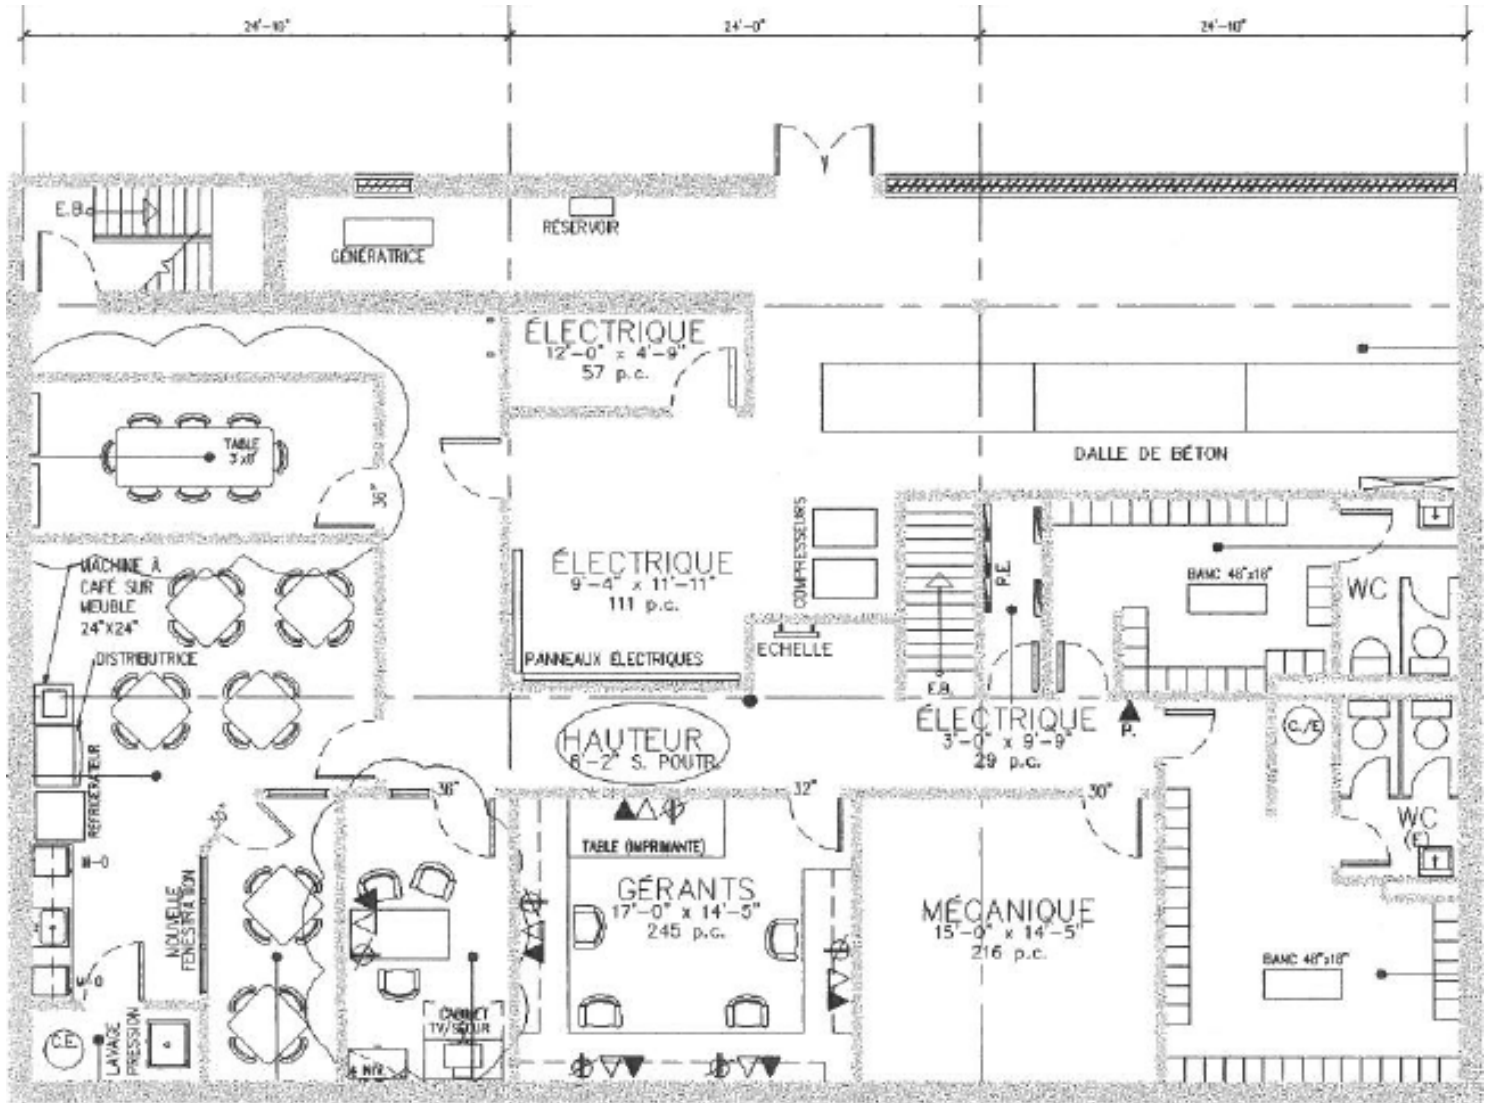 24'-10"
24'-0"
24'-10"
E.B.
GÉNÉRATRICE
RÉSERVOIR
ÉLECTRIQUE
12'-0" x 4'-9"
57 p.c.
TABLE
3'x8'
36"
DALLE DE BÉTON
MACHINE À
CAFÉ SUR
MEUBLE
24"X24"
DISTRIBUTRICE
ÉLECTRIQUE
9'-4" x 11'-11"
111 p.c.
PANNEAUX ÉLECTRIQUES
COMPRESSEURS
ECHELLE
P.E.
BANC 48"x18"
WC
E.B.
ÉLECTRIQUE
3'-0" x 9'-9"
29 p.c.
P.
C./E.
HAUTEUR
6'-2" S. POUTR.
RÉFRIGÉRATEUR
36"
32"
30"
TABLE (IMPRIMANTE)
WC
(E)
M-O
NOUVELLE
FENESTRATION
GÉRANTS
17'-0" x 14'-5"
245 p.c.
MÉCANIQUE
15'-0" x 14'-5"
216 p.c.
BANC 48"x18"
M-O
C.E.
LAVAGE
PRESSION
CABINET
TV/SÉCUR